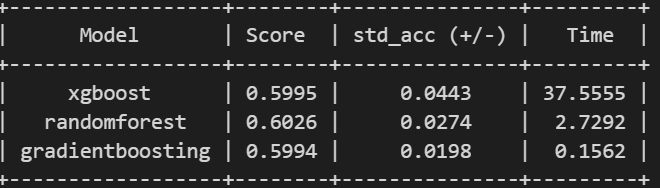 +------------------+--------+---------------+---------+
|      Model       | Score  | std_acc (+/-) |  Time   |
+------------------+--------+---------------+---------+
|     xgboost      | 0.5995 |    0.0443     | 37.5555 |
|   randomforest   | 0.6026 |    0.0274     | 2.7292  |
| gradientboosting | 0.5994 |    0.0198     | 0.1562  |
+------------------+--------+---------------+---------+